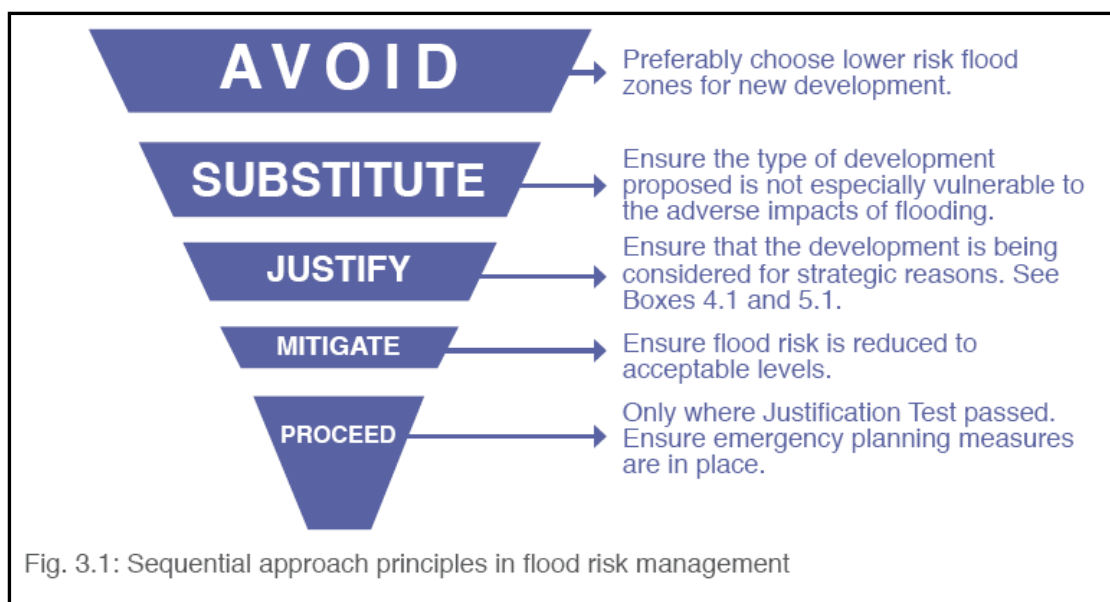 AVOID
Preferably choose lower risk flood
zones for new development.
SUBSTITUTE
Ensure the type of development
proposed is not especially vulnerable to
the adverse impacts of flooding.
JUSTIFY
Ensure that the development is being
considered for strategic reasons. See
Boxes 4.1 and 5.1.
MITIGATE
Ensure flood risk is reduced to
acceptable levels.
PROCEED
Only where Justification Test passed.
Ensure emergency planning measures
are in place.
Fig. 3.1: Sequential approach principles in flood risk management